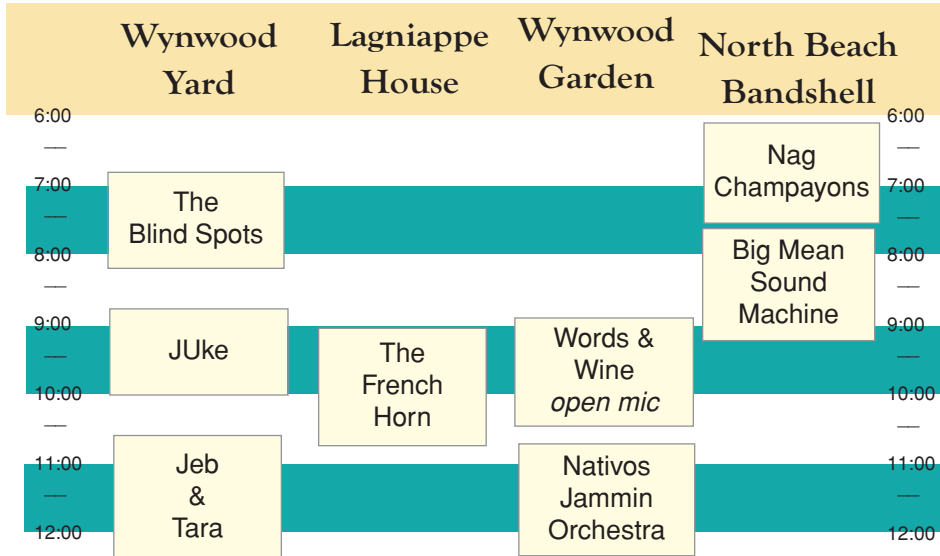 Wynwood
Yard
Lagniappe
House
Wynwood
Garden
North Beach
Bandshell
6:00
6:00
Nag
Champayons
7:00
7:00
The
Blind Spots
8:00
8:00
Big Mean
Sound
Machine
9:00
9:00
JUke
The
French
Horn
Words &
Wine
open mic
10:00
10:00
11:00
11:00
Jeb
&
Tara
Nativos
Jammin
Orchestra
12:00
12:00